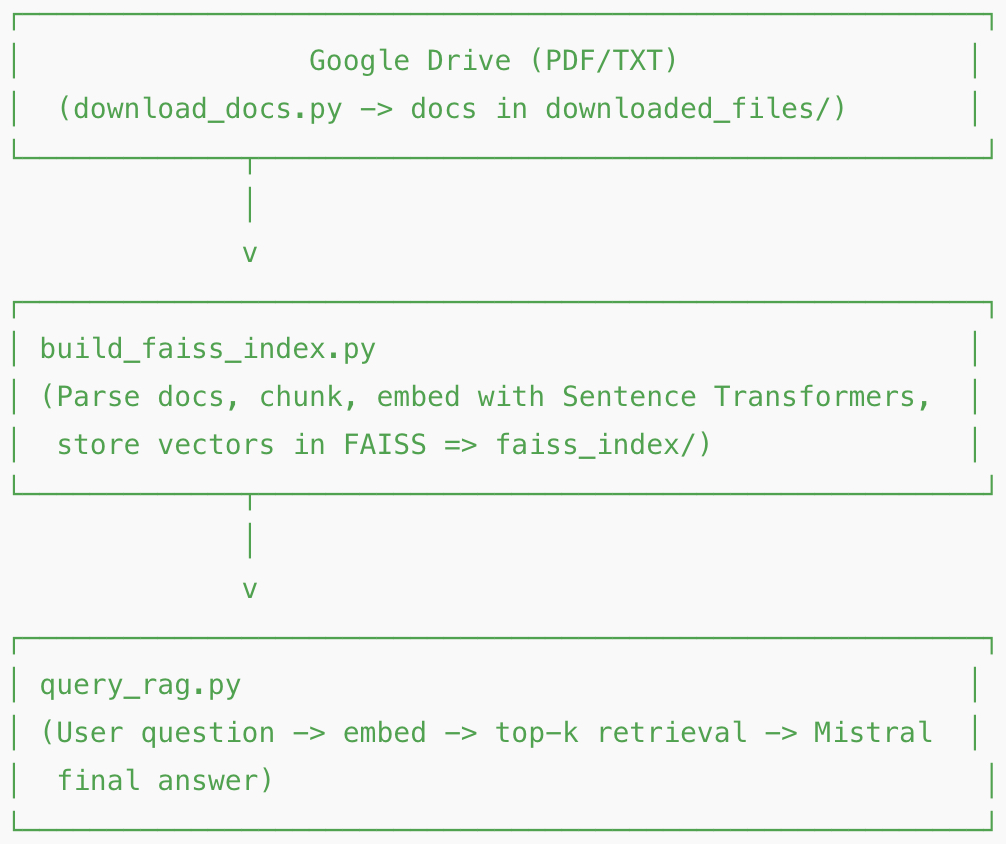 Google Drive (PDF/TXT)
(download_docs.py -> docs in downloaded_files/)
v
build_faiss_index.py
(Parse docs, chunk, embed with Sentence Transformers,
store vectors in FAISS => faiss_index/)
v
query_rag.py
(User question -> embed -> top-k retrieval -> Mistral
final answer)